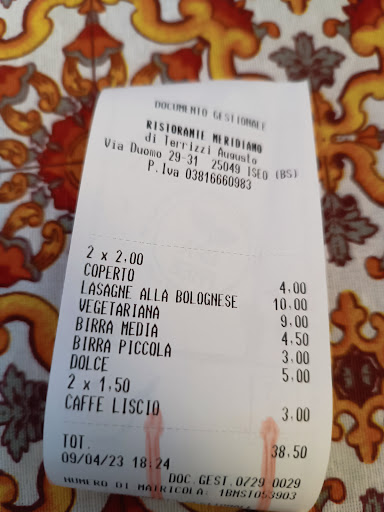 DOCUMENTO GESTIONALE
RISTORANTE MERIDIANO
di Terrizzi Augusto
Via Duomo 29-31 25049 ISEO (BS)
P.Iva 03816660983
2 x 2,00
COPERTO 4,00
LASAGNE ALLA BOLOGNESE 10,00
VEGETARIANA 9,00
BIRRA MEDIA 4,50
BIRRA PICCOLA 3,00
DOLCE 5,00
2 x 1,50
CAFFE LISCIO 3,00
TOT. 38,50
09/04/23 18:24 DOC.GEST.0729 0029
NUMERO DI MATRICOLA: 1BMSI053903